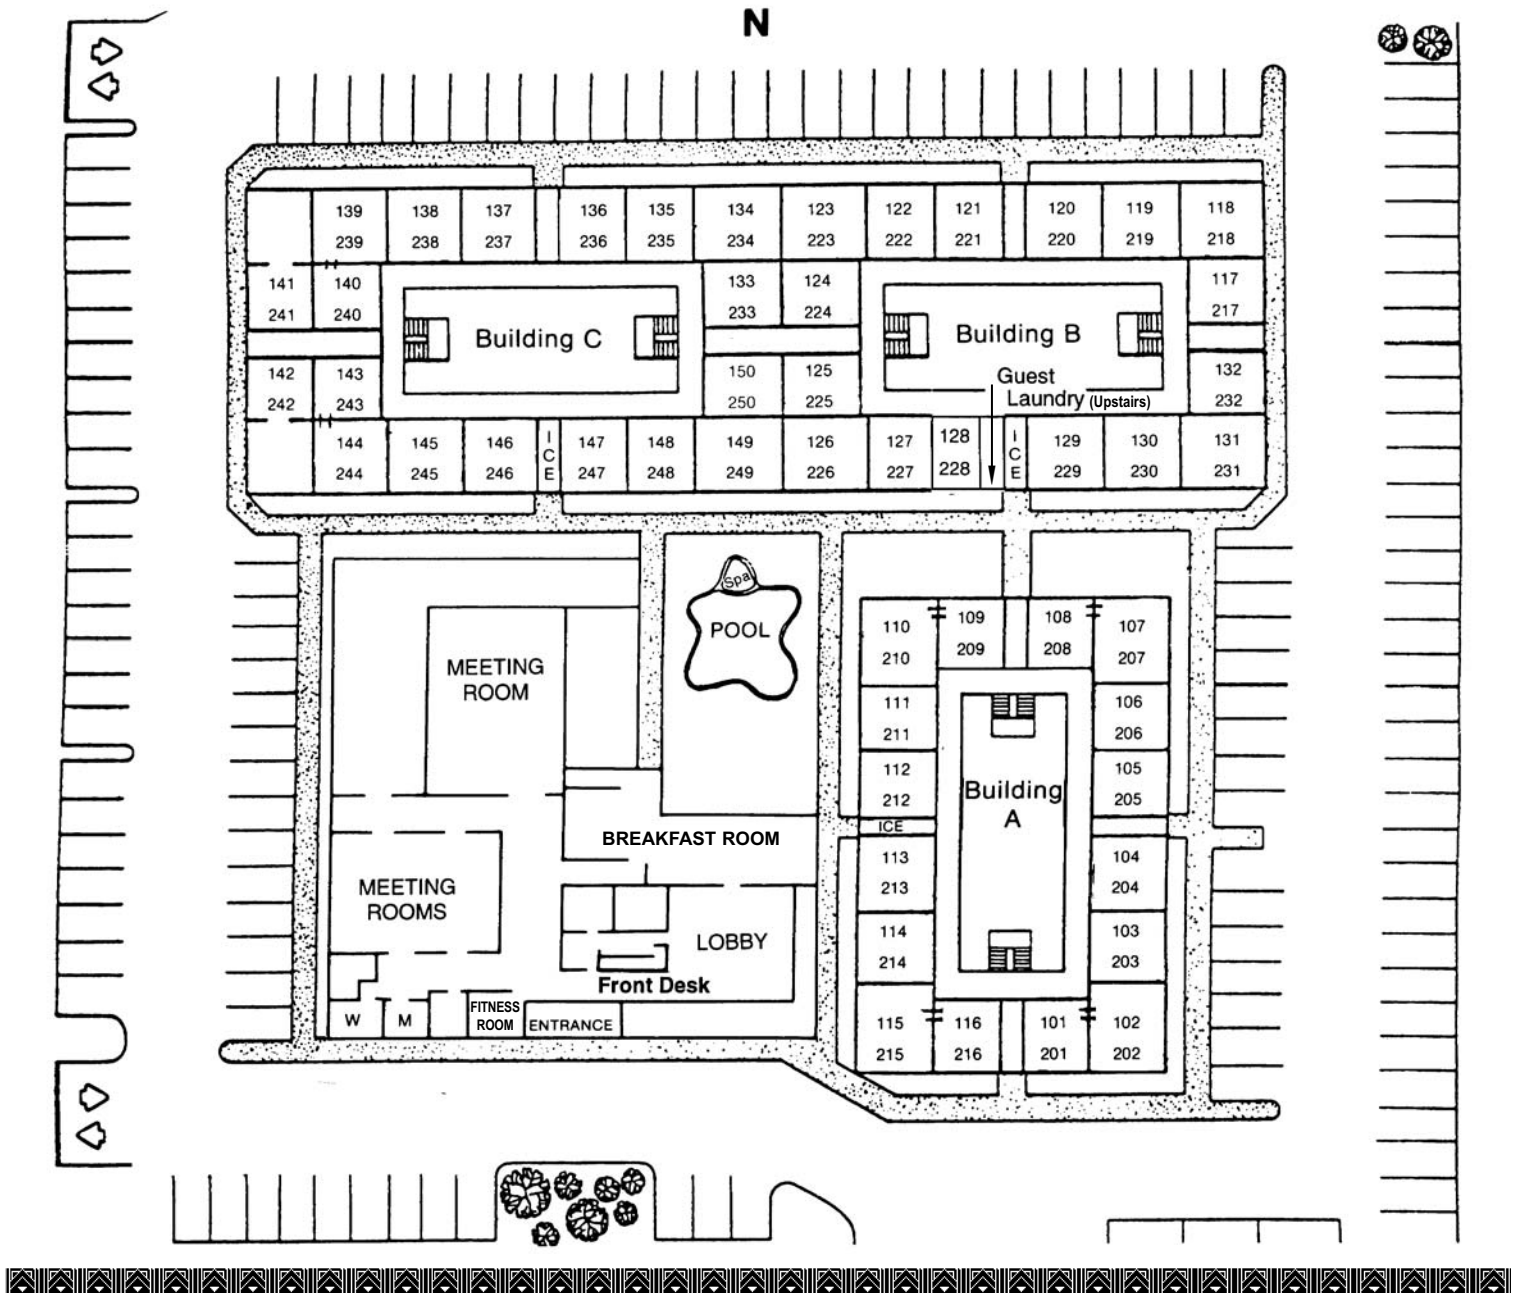 N
139 138 137 136 135 134 123 122 121 120 119 118
239 238 237 236 235 234 223 222 221 220 219 218
141 140 133 124 117
241 240 233 224 217
Building C
Building B
142 143 150 125 132
242 243 250 225 232
Guest
Laundry (Upstairs)
144 145 146 147 148 149 126 127 128 129 130 131
244 245 246 247 248 249 226 227 228 229 230 231
ICE
ICE
Spa
POOL
MEETING
ROOM
110 109 108 107
210 209 208 207
111 106
211 206
112 105
212 205
Building
A
ICE
BREAKFAST ROOM
113 104
213 204
MEETING
ROOMS
LOBBY
114 103
214 203
Front Desk
W
M
FITNESS
ROOM
ENTRANCE
115 116 101 102
215 216 201 202